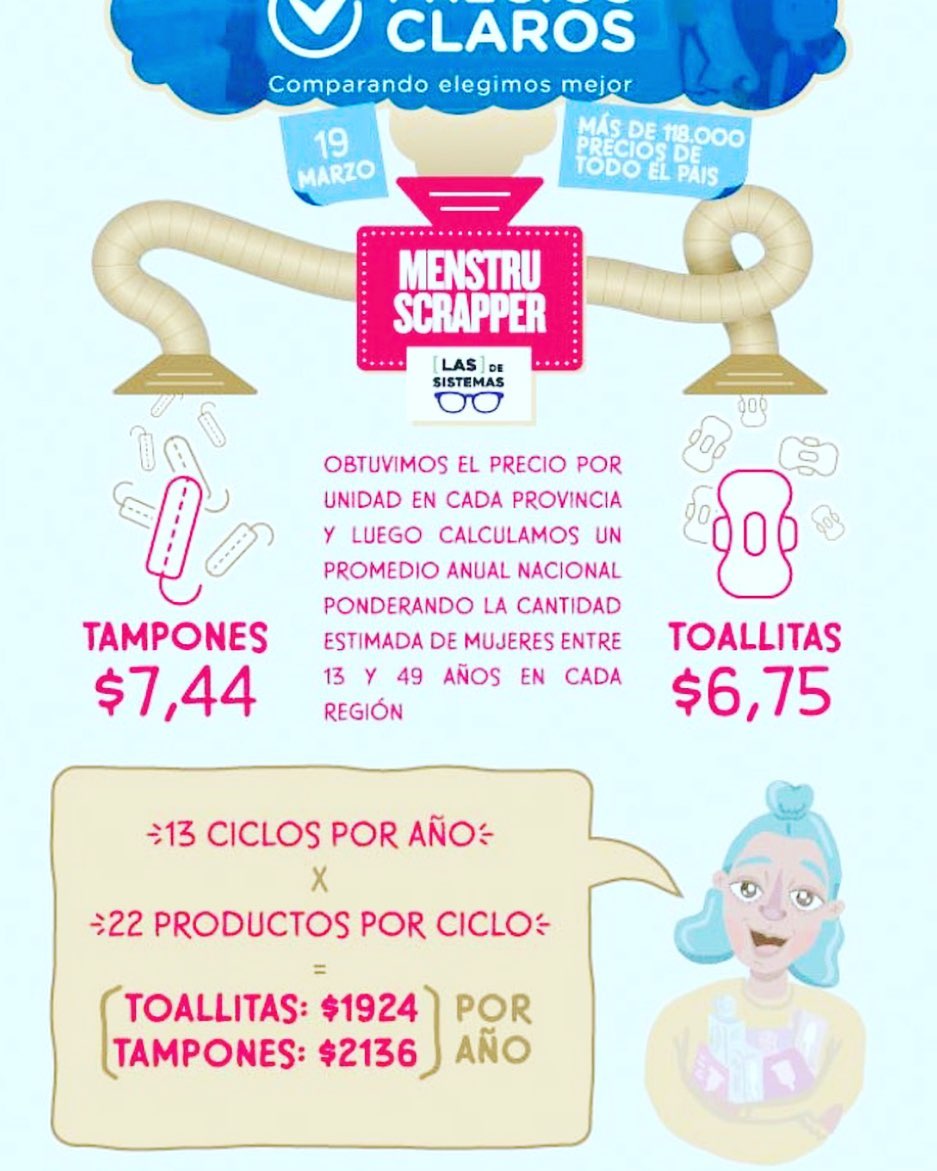 CLAROS
Comparando elegimos mejor
19
MARZO
MÁS DE 118.000
PRECIOS DE
TODO EL PAIS
MENSTRU
SCRAPPER
[LAS] DE
SISTEMAS
OBTUVIMOS EL PRECIO POR
UNIDAD EN CADA PROVINCIA
Y LUEGO CALCULAMOS UN
PROMEDIO ANUAL NACIONAL
PONDERANDO LA CANTIDAD
ESTIMADA DE MUJERES ENTRE
13 Y 49 AÑOS EN CADA
REGIÓN
TAMPONES
$7,44
TOALLITAS
$6,75
13 CICLOS POR AÑO
X
22 PRODUCTOS POR CICLO
=
TOALLITAS: $1924
TAMPONES: $2136
POR
AÑO